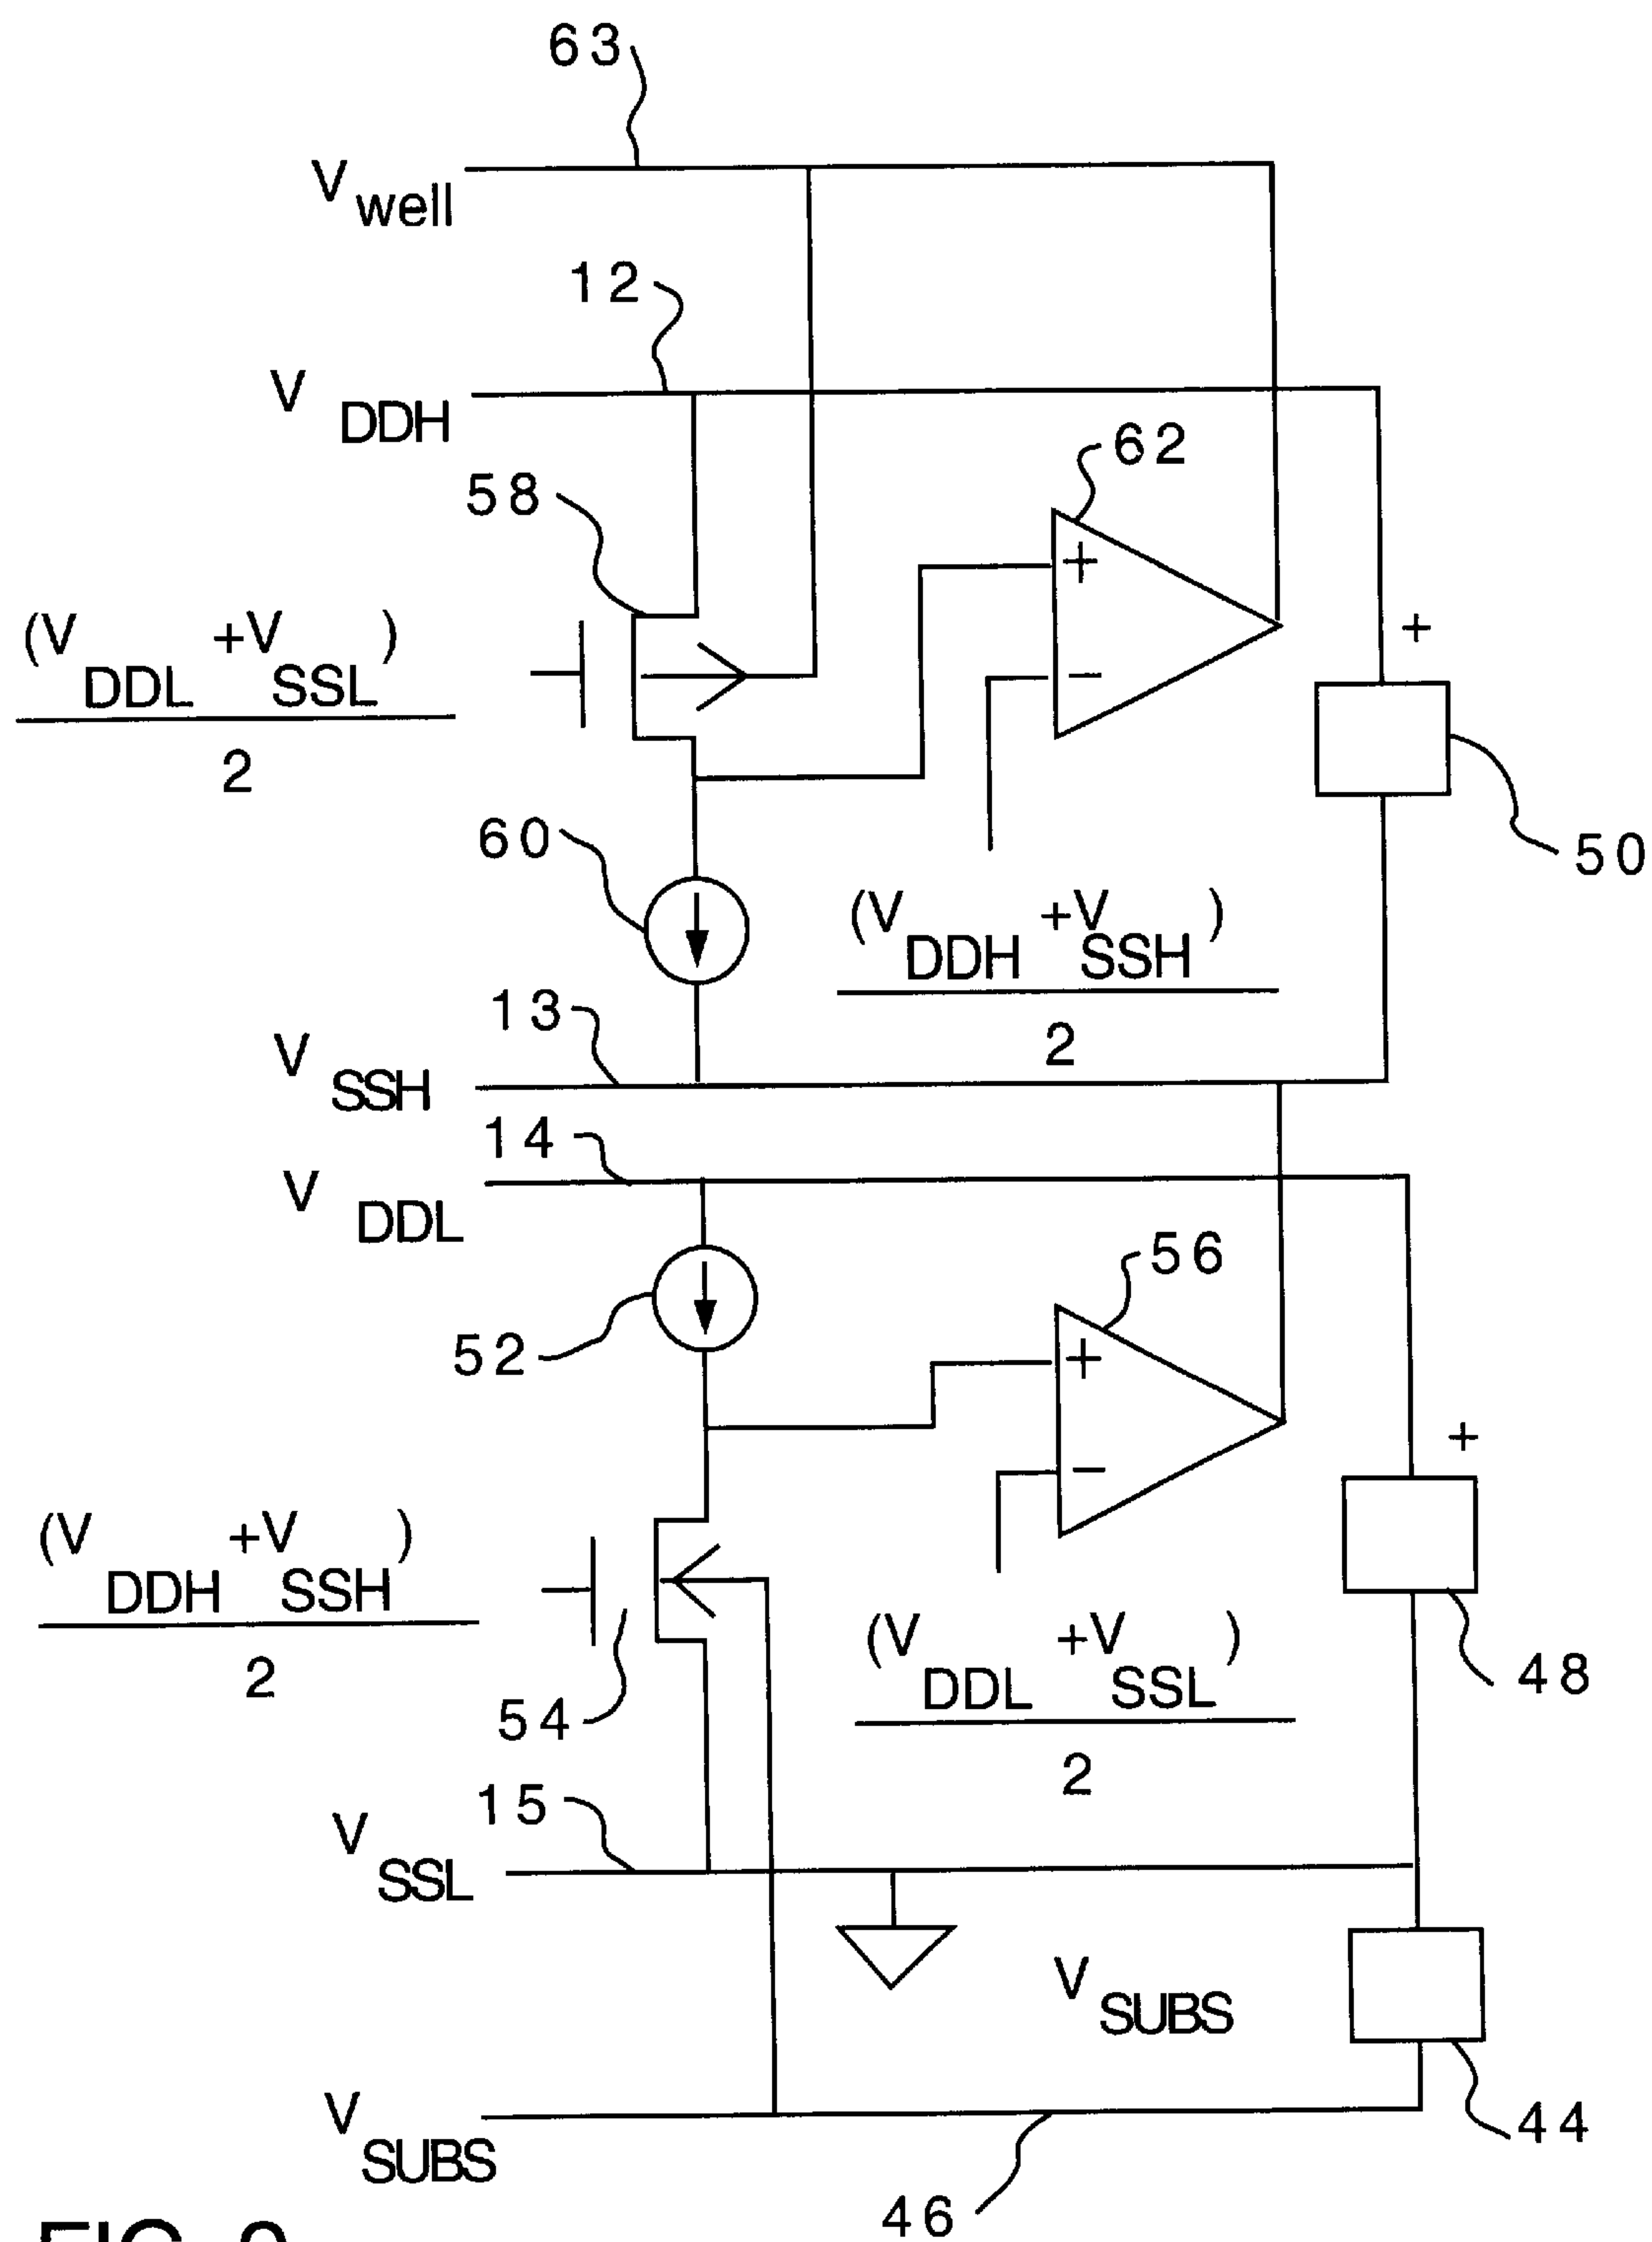 63
V well
12
V DDH
62
58
(V DDL +V SSL)
2
+
+
−
50
60
(V DDH +V SSH)
2
13
V SSH
14
V DDL
56
52
+
+
−
(V DDH +V SSH)
2
(V DDL +V SSL)
2
48
54
15
V SSL
V SUBS
44
V SUBS
46